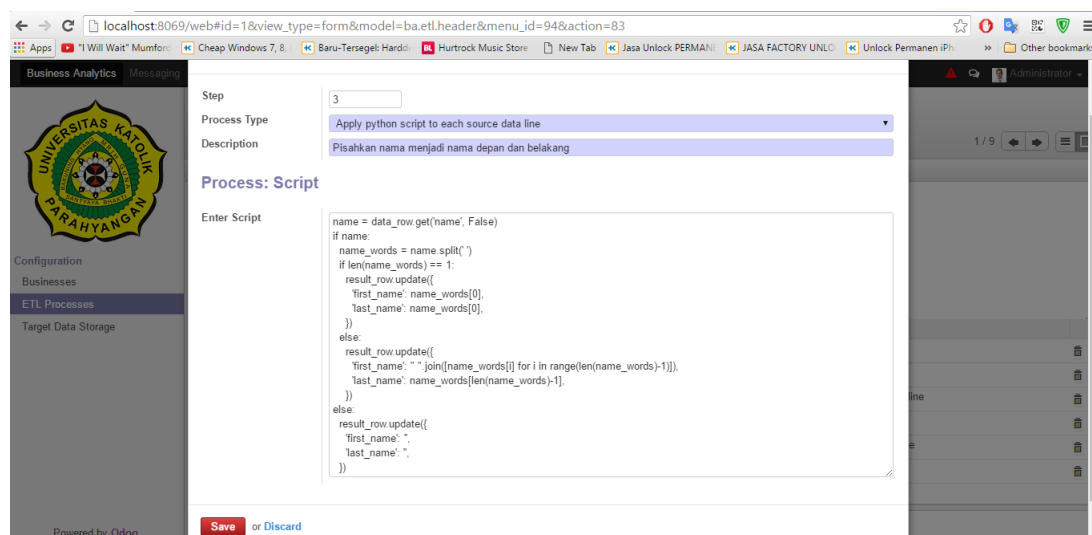 localhost:8069/web#id=1&view_type=form&model=ba.etl.header&menu_id=94&action=83
Apps "I Will Wait" Mumford Cheap Windows 7, 8, Baru-Tersegel: Hardd BL Hurtrock Music Store New Tab Jasa Unlock PERMAN JASA FACTORY UNLO Unlock Permanen iPh » Other bookmarks
Business Analytics Messaging Administrator
UNIVERSITAS KATOLIK
PARAHYANGAN
Configuration
Businesses
ETL Processes
Target Data Storage
Powered by Odoo
1 / 9
Step 3
Process Type Apply python script to each source data line
Description Pisahkan nama menjadi nama depan dan belakang
Process: Script
Enter Script
name = data_row.get('name', False)
if name:
name_words = name.split(' ')
if len(name_words) == 1:
result_row.update({
'first_name': name_words[0],
'last_name': name_words[0],
})
else:
result_row.update({
'first_name': " ".join([name_words[i] for i in range(len(name_words)-1)]),
'last_name': name_words[len(name_words)-1],
})
else:
result_row.update({
'first_name': '',
'last_name': '',
})
line
e
Save or Discard